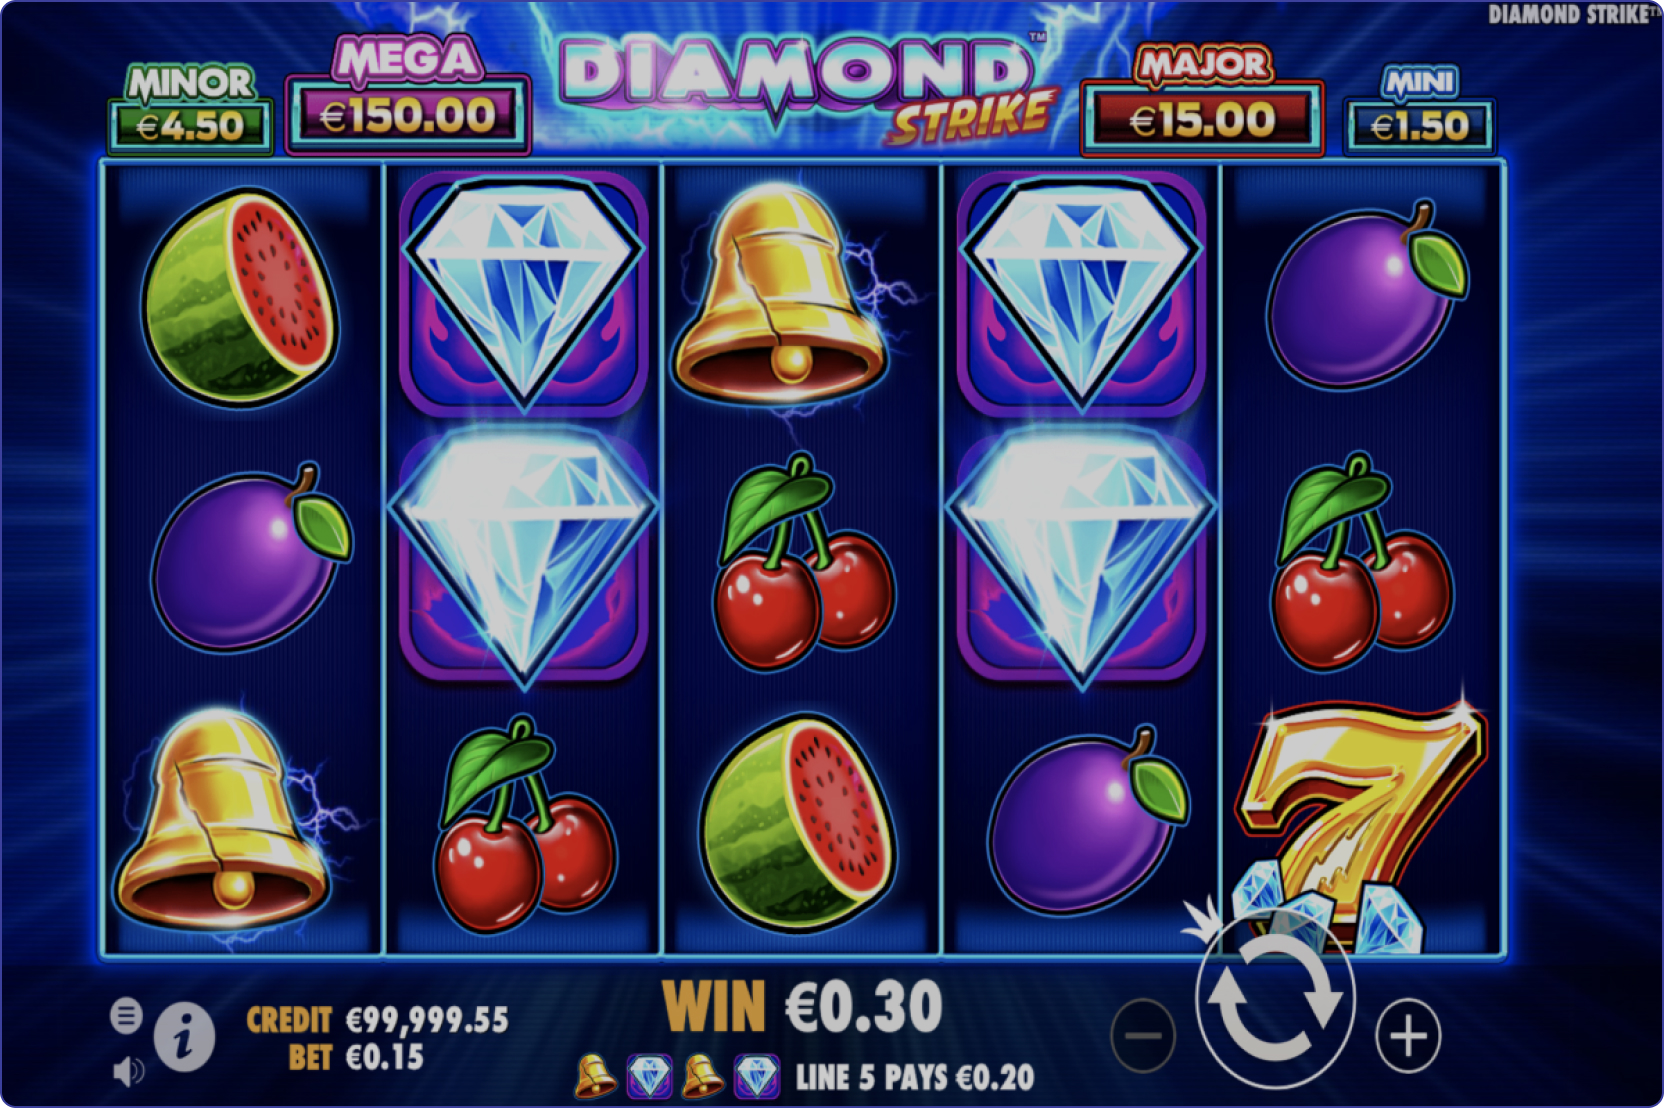 DIAMOND STRIKE™
MINOR
€4.50
MEGA
€150.00
DIAMOND™
STRIKE
MAJOR
€15.00
MINI
€1.50
7
CREDIT €99,999.55
BET €0.15
WIN €0.30
LINE 5 PAYS €0.20